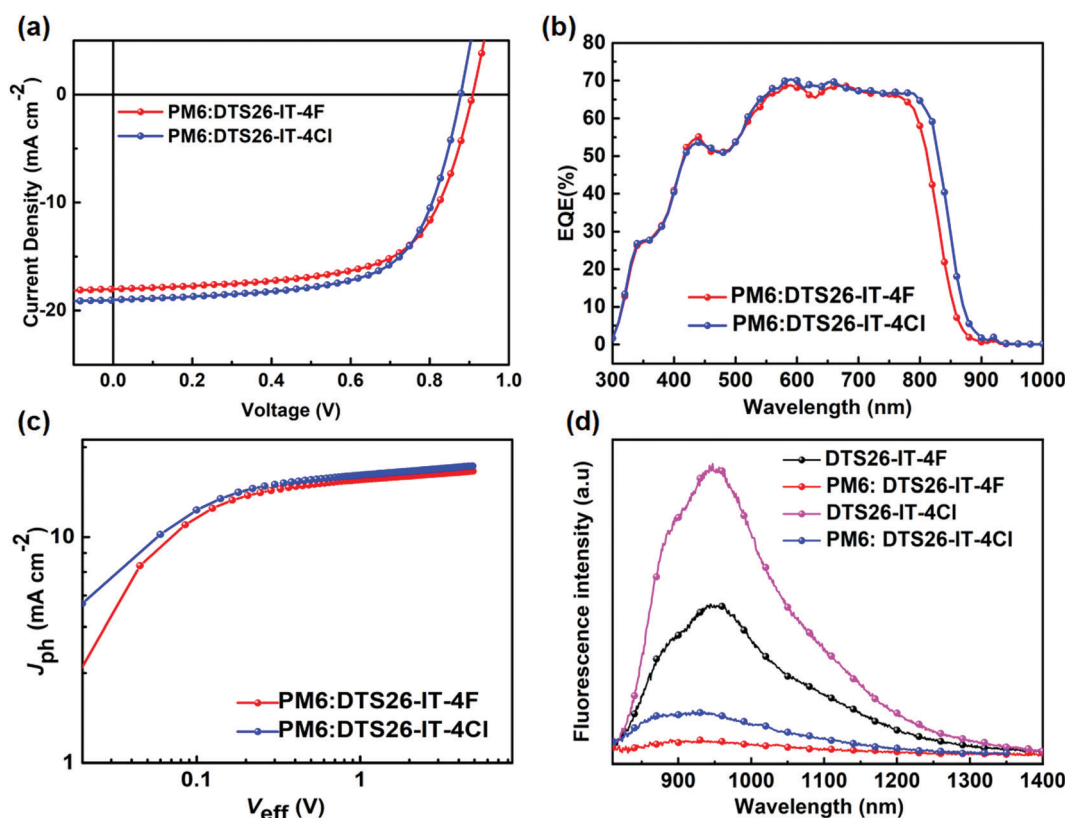 (a)
Current Density (mA cm-2)
0
-10
-20
PM6:DTS26-IT-4F
PM6:DTS26-IT-4Cl
0.0 0.2 0.4 0.6 0.8 1.0
Voltage (V)
(b)
EQE(%)
80
70
60
50
40
30
20
10
0
PM6:DTS26-IT-4F
PM6:DTS26-IT-4Cl
300 400 500 600 700 800 900 1000
Wavelength (nm)
(c)
Jph (mA cm-2)
10
1
PM6:DTS26-IT-4F
PM6:DTS26-IT-4Cl
0.1 1
Veff (V)
(d)
Fluorescence intensity (a.u)
DTS26-IT-4F
PM6: DTS26-IT-4F
DTS26-IT-4Cl
PM6: DTS26-IT-4Cl
900 1000 1100 1200 1300 1400
Wavelength (nm)